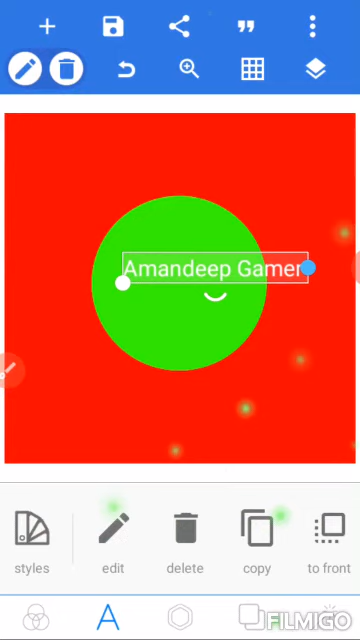 Amandeep Gamer
styles
edit
delete
copy
to front
FILMIGO